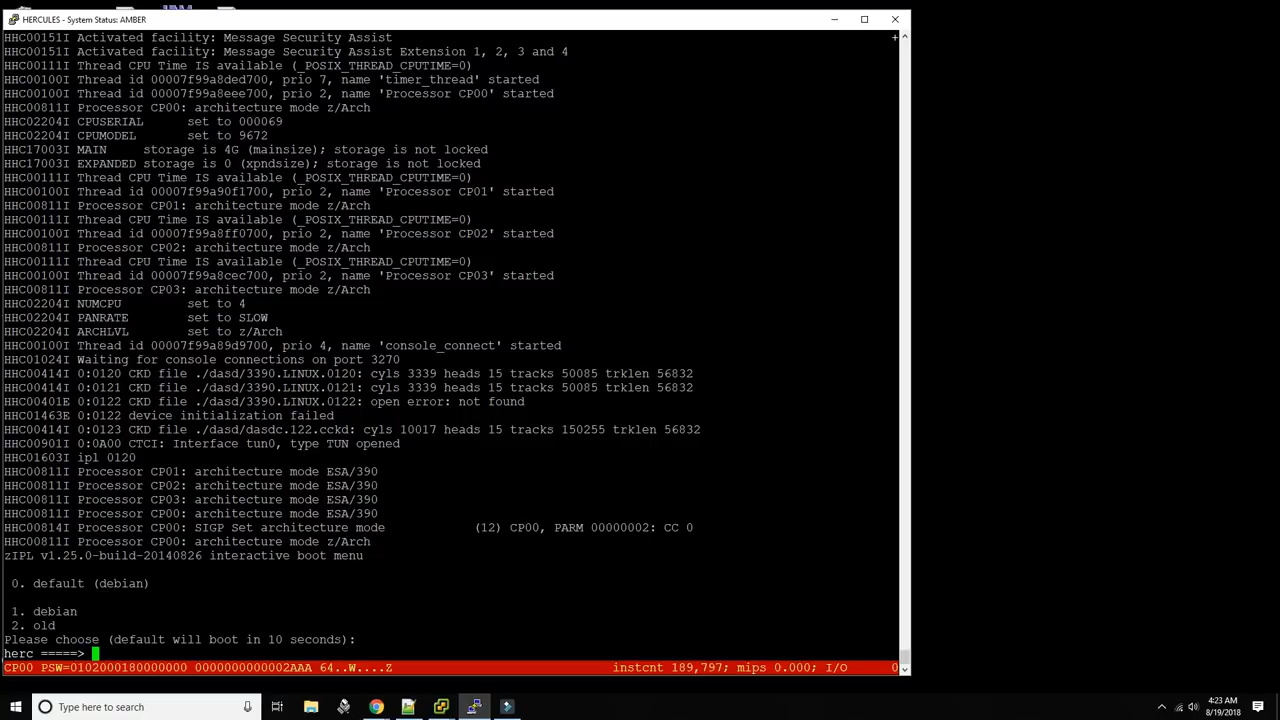 HERCULES - System Status: AMBER
HHC00151I Activated facility: Message Security Assist
+
HHC00151I Activated facility: Message Security Assist Extension 1, 2, 3 and 4
HHC00111I Thread CPU Time IS available (_POSIX_THREAD_CPUTIME=0)
HHC00100I Thread id 00007f99a8ded700, prio 7, name 'timer_thread' started
HHC00100I Thread id 00007f99a8eee700, prio 2, name 'Processor CP00' started
HHC00811I Processor CP00: architecture mode z/Arch
HHC02204I CPUSERIAL      set to 000069
HHC02204I CPUMODEL       set to 9672
HHC17003I MAIN     storage is 4G (mainsize); storage is not locked
HHC17003I EXPANDED storage is 0 (xpndsize); storage is not locked
HHC00111I Thread CPU Time IS available (_POSIX_THREAD_CPUTIME=0)
HHC00100I Thread id 00007f99a90f1700, prio 2, name 'Processor CP01' started
HHC00811I Processor CP01: architecture mode z/Arch
HHC00111I Thread CPU Time IS available (_POSIX_THREAD_CPUTIME=0)
HHC00100I Thread id 00007f99a8ff0700, prio 2, name 'Processor CP02' started
HHC00811I Processor CP02: architecture mode z/Arch
HHC00111I Thread CPU Time IS available (_POSIX_THREAD_CPUTIME=0)
HHC00100I Thread id 00007f99a8cec700, prio 2, name 'Processor CP03' started
HHC00811I Processor CP03: architecture mode z/Arch
HHC02204I NUMCPU         set to 4
HHC02204I PANRATE        set to SLOW
HHC02204I ARCHLVL        set to z/Arch
HHC00100I Thread id 00007f99a89d9700, prio 4, name 'console_connect' started
HHC01024I Waiting for console connections on port 3270
HHC00414I 0:0120 CKD file ./dasd/3390.LINUX.0120: cyls 3339 heads 15 tracks 50085 trklen 56832
HHC00414I 0:0121 CKD file ./dasd/3390.LINUX.0121: cyls 3339 heads 15 tracks 50085 trklen 56832
HHC00401E 0:0122 CKD file ./dasd/3390.LINUX.0122: open error: not found
HHC01463E 0:0122 device initialization failed
HHC00414I 0:0123 CKD file ./dasd/dasdc.122.cckd: cyls 10017 heads 15 tracks 150255 trklen 56832
HHC00901I 0:0A00 CTCI: Interface tun0, type TUN opened
HHC01603I ipl 0120
HHC00811I Processor CP01: architecture mode ESA/390
HHC00811I Processor CP02: architecture mode ESA/390
HHC00811I Processor CP03: architecture mode ESA/390
HHC00811I Processor CP00: architecture mode ESA/390
HHC00814I Processor CP00: SIGP Set architecture mode            (12) CP00, PARM 00000002: CC 0
HHC00811I Processor CP00: architecture mode z/Arch
zIPL v1.25.0-build-20140826 interactive boot menu
0. default (debian)
1. debian
2. old
Please choose (default will boot in 10 seconds):
herc =====>
CP00 PSW=0102000180000000 0000000000002AAA 64..W....Z instcnt 189,797; mips 0.000; I/O 0
Type here to search
4:23 AM
8/19/2018